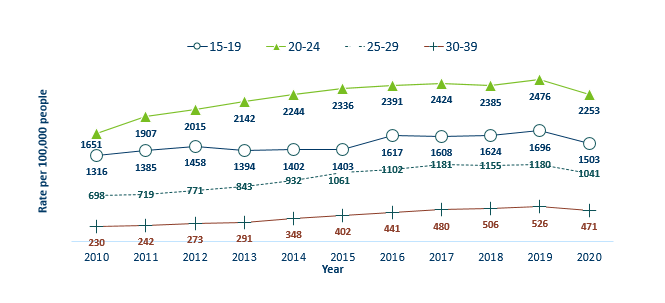 15-19 20-24 25-29 30-39
Rate per 100,000 people
1651 1907 2015 2142 2244 2336 2391 2424 2385 2476 2253
1316 1385 1458 1394 1402 1403 1617 1608 1624 1696 1503
698 719 771 843 932 1061 1102 1181 1155 1180 1041
230 242 273 291 348 402 441 480 506 526 471
2010 2011 2012 2013 2014 2015 2016 2017 2018 2019 2020
Year